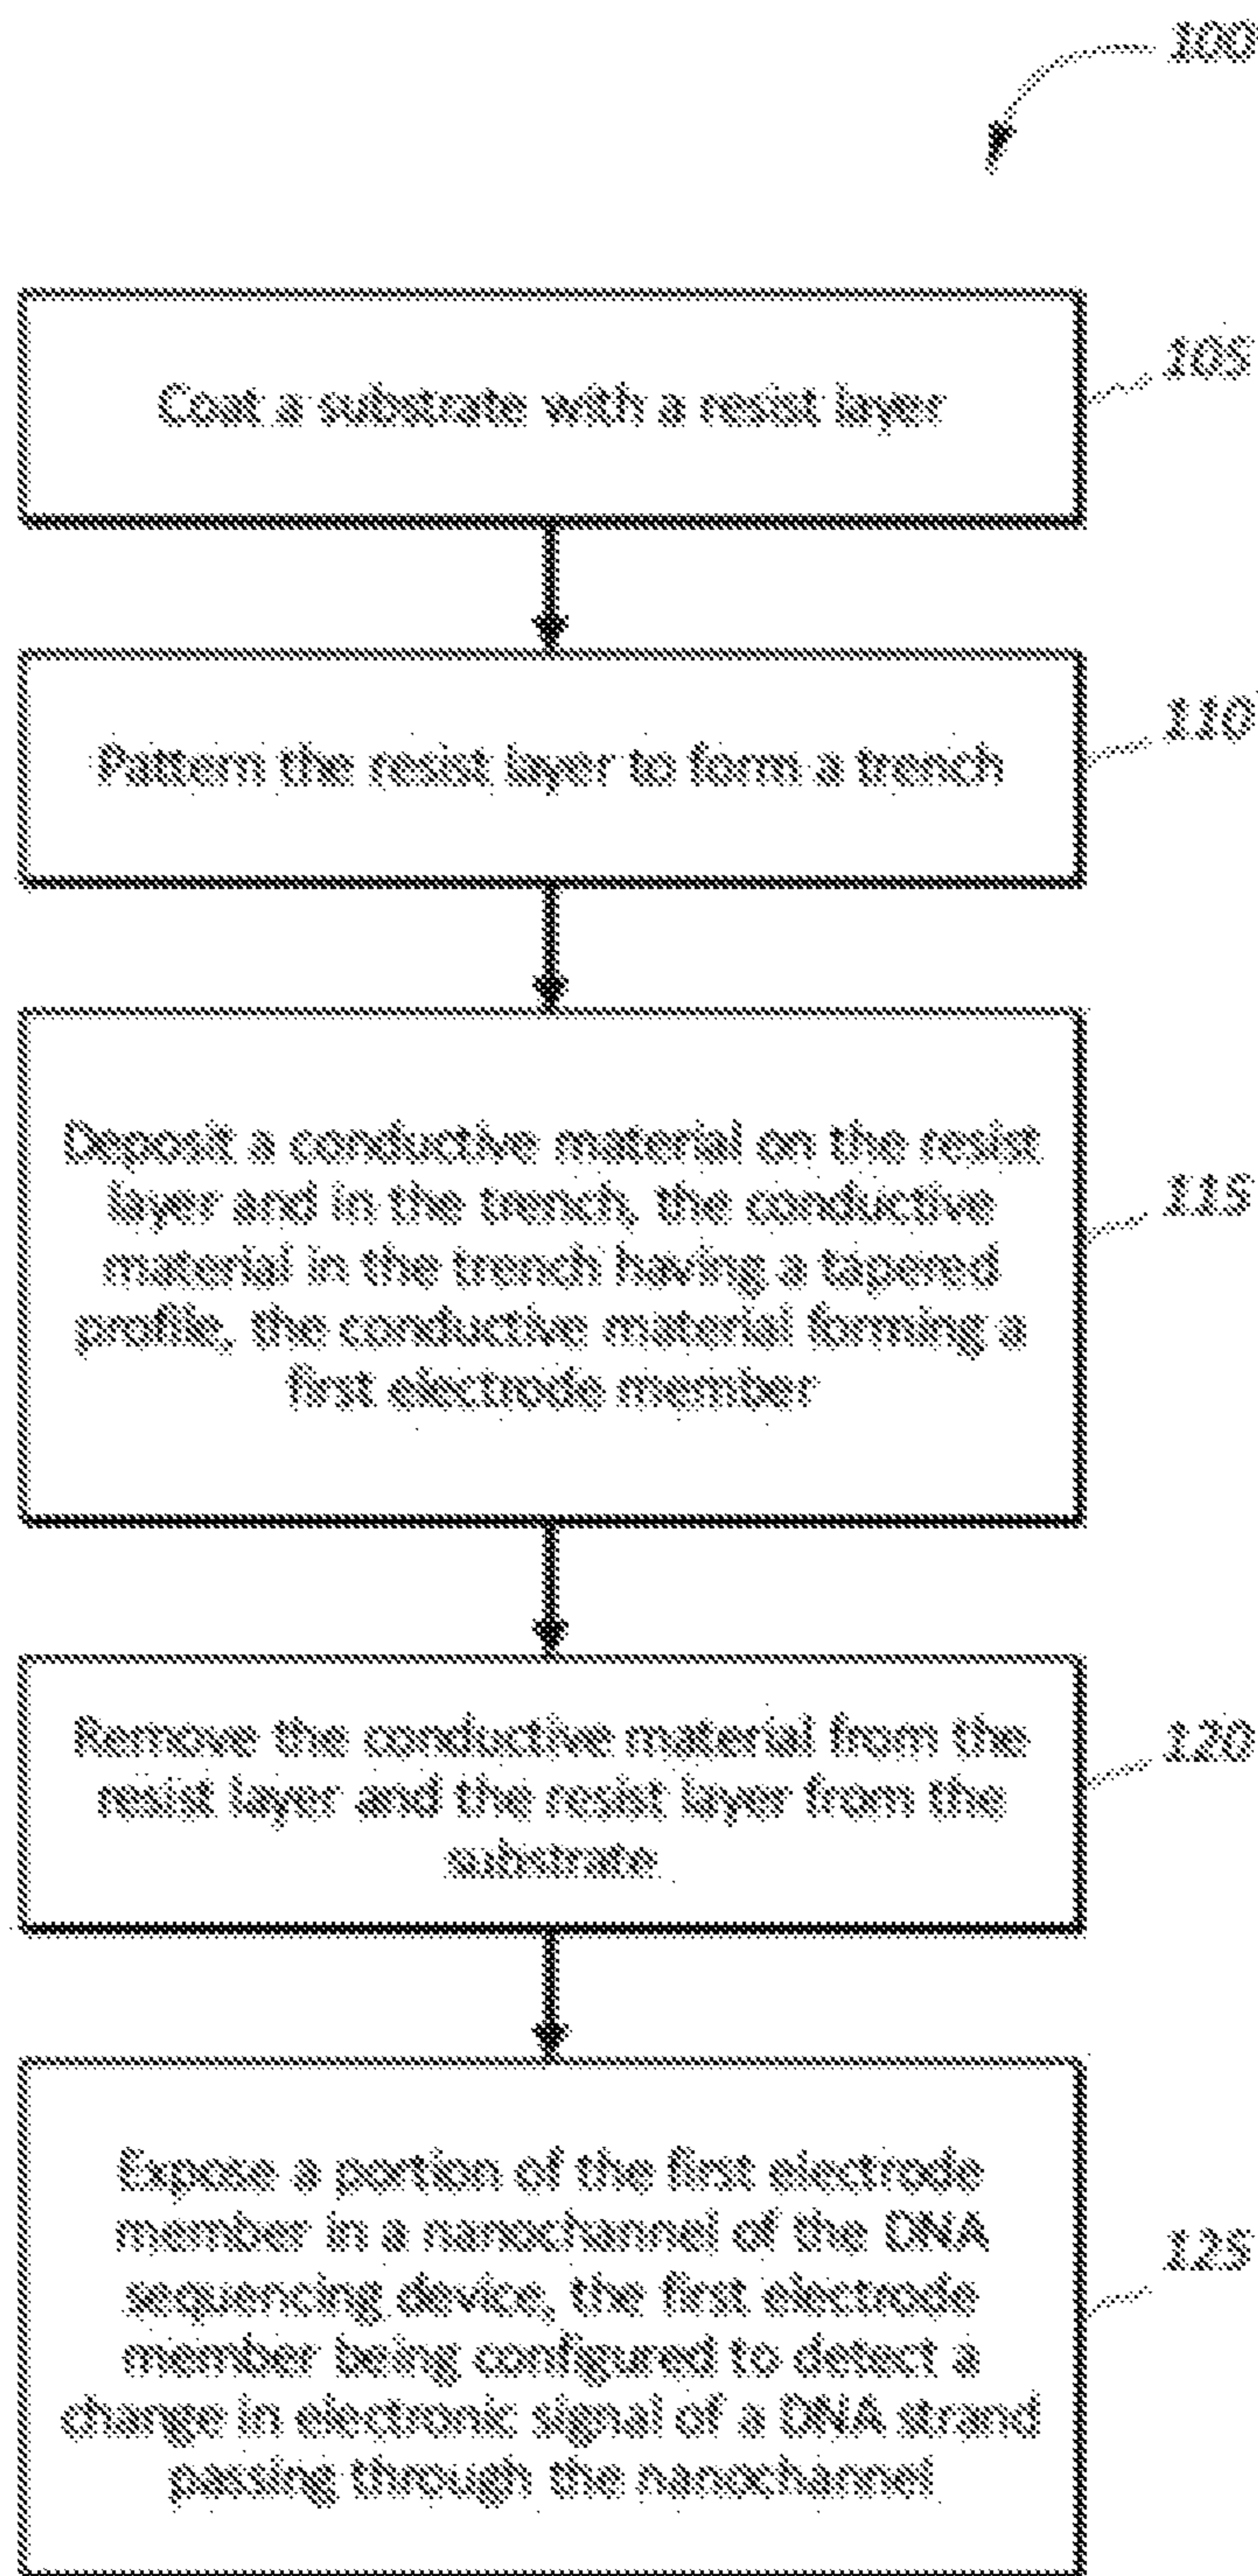 100
Coat a substrate with a resist layer
105
Pattern the resist layer to form a trench
110
Deposit a conductive material on the resist
layer and in the trench, the conductive
material in the trench having a tapered
profile, the conductive material forming a
first electrode member
115
Remove the conductive material from the
resist layer and the resist layer from the
substrate
120
Expose a portion of the first electrode
member in a nanochannel of the DNA
sequencing device, the first electrode
member being configured to detect a
change in electronic signal of a DNA strand
passing through the nanochannel
125